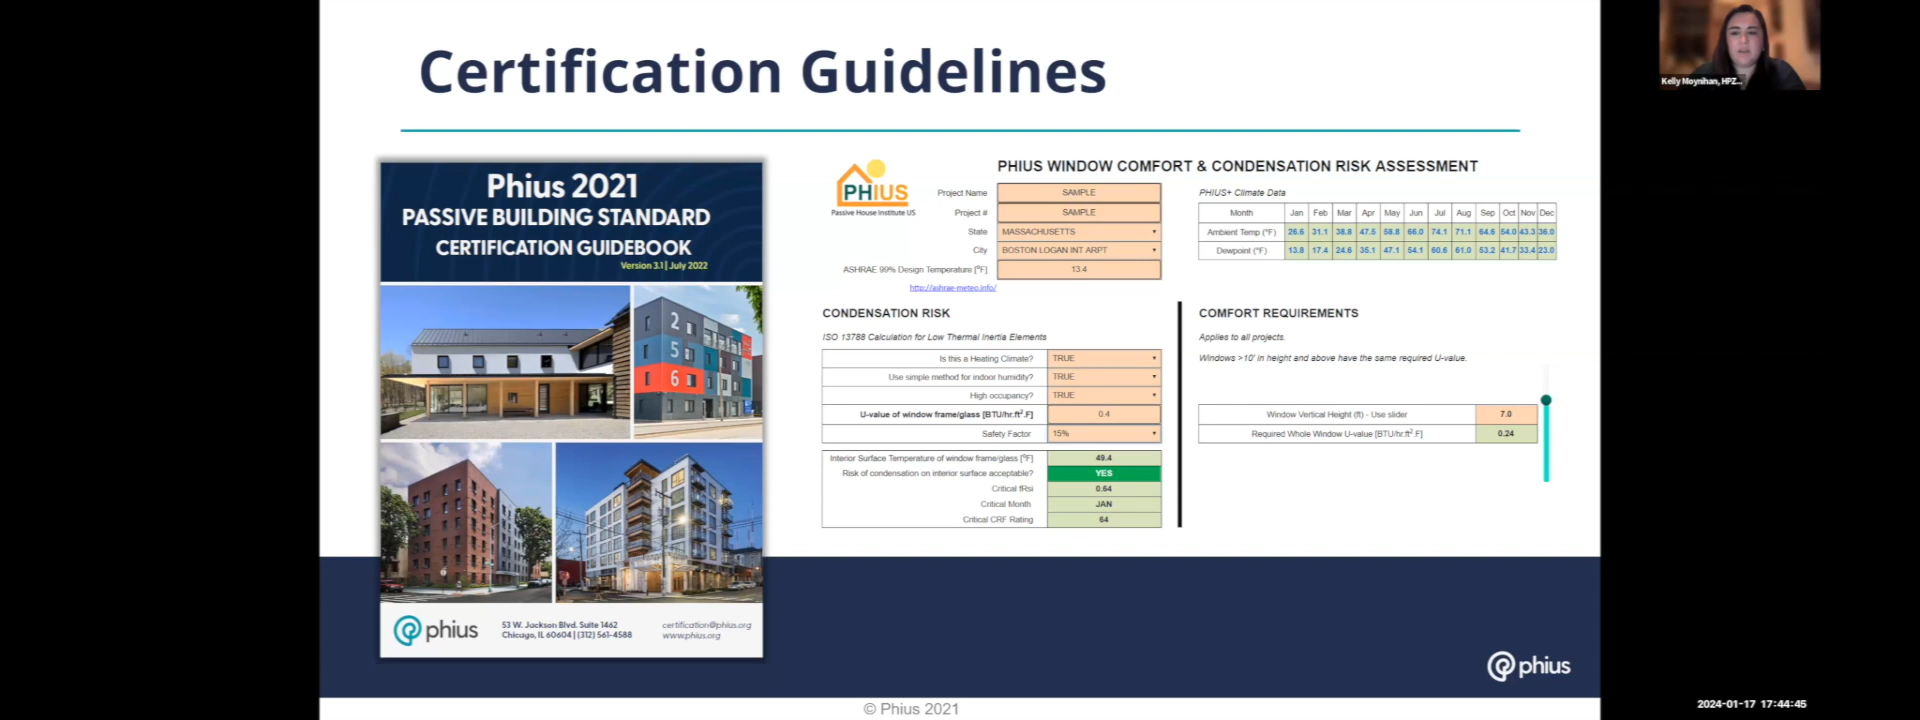 Certification Guidelines
Kelly Moynihan, HPZ...
Phius 2021
PASSIVE BUILDING STANDARD
CERTIFICATION GUIDEBOOK
Version 3.1 | July 2022
2
5
6
phius
53 W. Jackson Blvd. Suite 1462
Chicago, IL 60604 | (312) 561-4588
certification@phius.org
www.phius.org
PHIUS
Passive House Institute US
PHIUS WINDOW COMFORT & CONDENSATION RISK ASSESSMENT
Project Name SAMPLE
Project # SAMPLE
State MASSACHUSETTS
City BOSTON LOGAN INT ARPT
ASHRAE 99% Design Temperature [°F] 13.4
http://ashrae-meteo.info/
PHIUS+ Climate Data
Month Jan Feb Mar Apr May Jun Jul Aug Sep Oct Nov Dec
Ambient Temp (°F) 26.6 31.1 38.8 47.5 58.8 66.0 74.1 71.1 64.6 54.0 43.3 36.0
Dewpoint (°F) 13.8 17.4 24.6 35.1 47.1 54.1 60.6 61.0 53.2 41.7 33.4 23.0
CONDENSATION RISK
ISO 13788 Calculation for Low Thermal Inertia Elements
Is this a Heating Climate? TRUE
Use simple method for indoor humidity? TRUE
High occupancy? TRUE
U-value of window frame/glass [BTU/hr.ft².F] 0.4
Safety Factor 15%
Interior Surface Temperature of window frame/glass [°F] 49.4
Risk of condensation on interior surface acceptable? YES
Critical fRsi 0.64
Critical Month JAN
Critical CRF Rating 64
COMFORT REQUIREMENTS
Applies to all projects.
Windows >10' in height and above have the same required U-value.
Window Vertical Height (ft) - Use slider 7.0
Required Whole Window U-value [BTU/hr.ft².F] 0.24
phius
© Phius 2021
2024-01-17 17:44:45